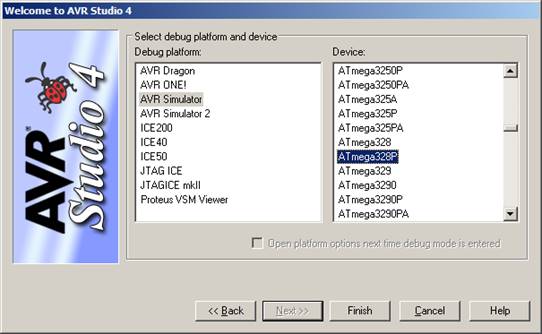 Welcome to AVR Studio 4
AVR Studio 4
Select debug platform and device
Debug platform:
AVR Dragon
AVR ONE!
AVR Simulator
AVR Simulator 2
ICE200
ICE40
ICE50
JTAG ICE
JTAGICE mkII
Proteus VSM Viewer
Device:
ATmega3250P
ATmega3250PA
ATmega325A
ATmega325P
ATmega325PA
ATmega328
ATmega328P
ATmega329
ATmega3290
ATmega3290P
ATmega3290PA
Open platform options next time debug mode is entered
<< Back
Next >>
Finish
Cancel
Help